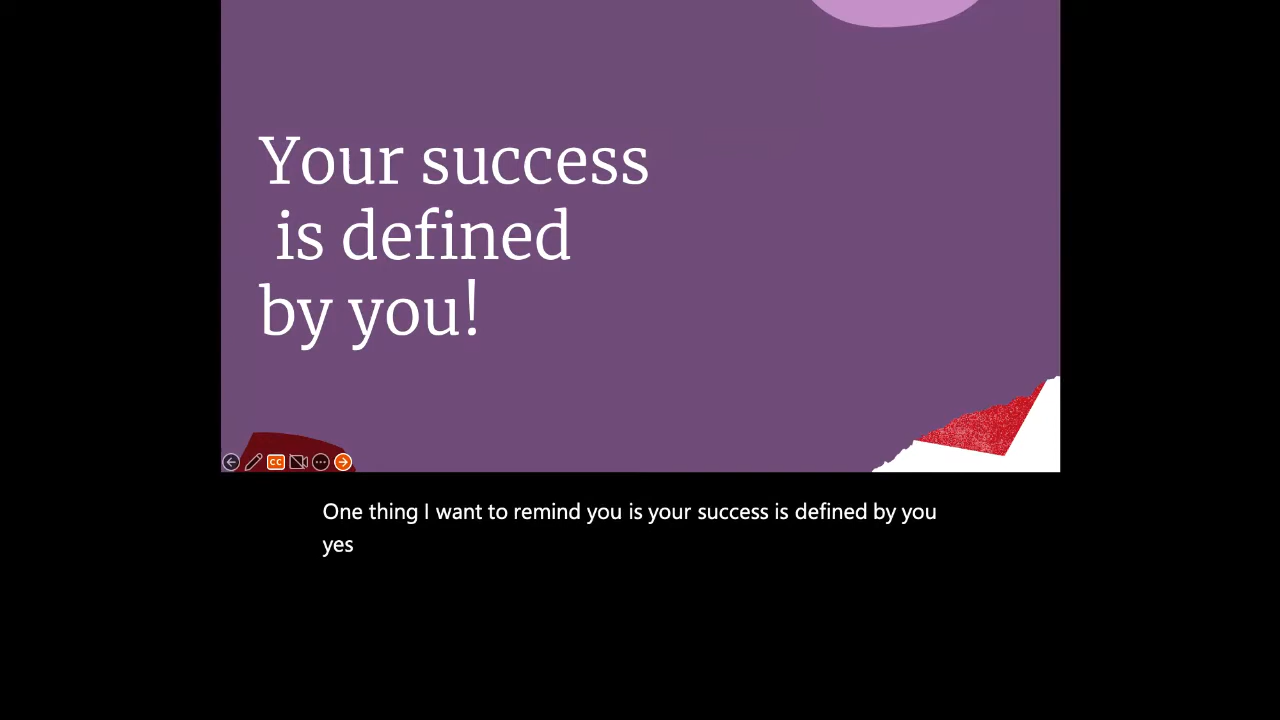 Your success
is defined
by you!
CC
One thing I want to remind you is your success is defined by you
yes